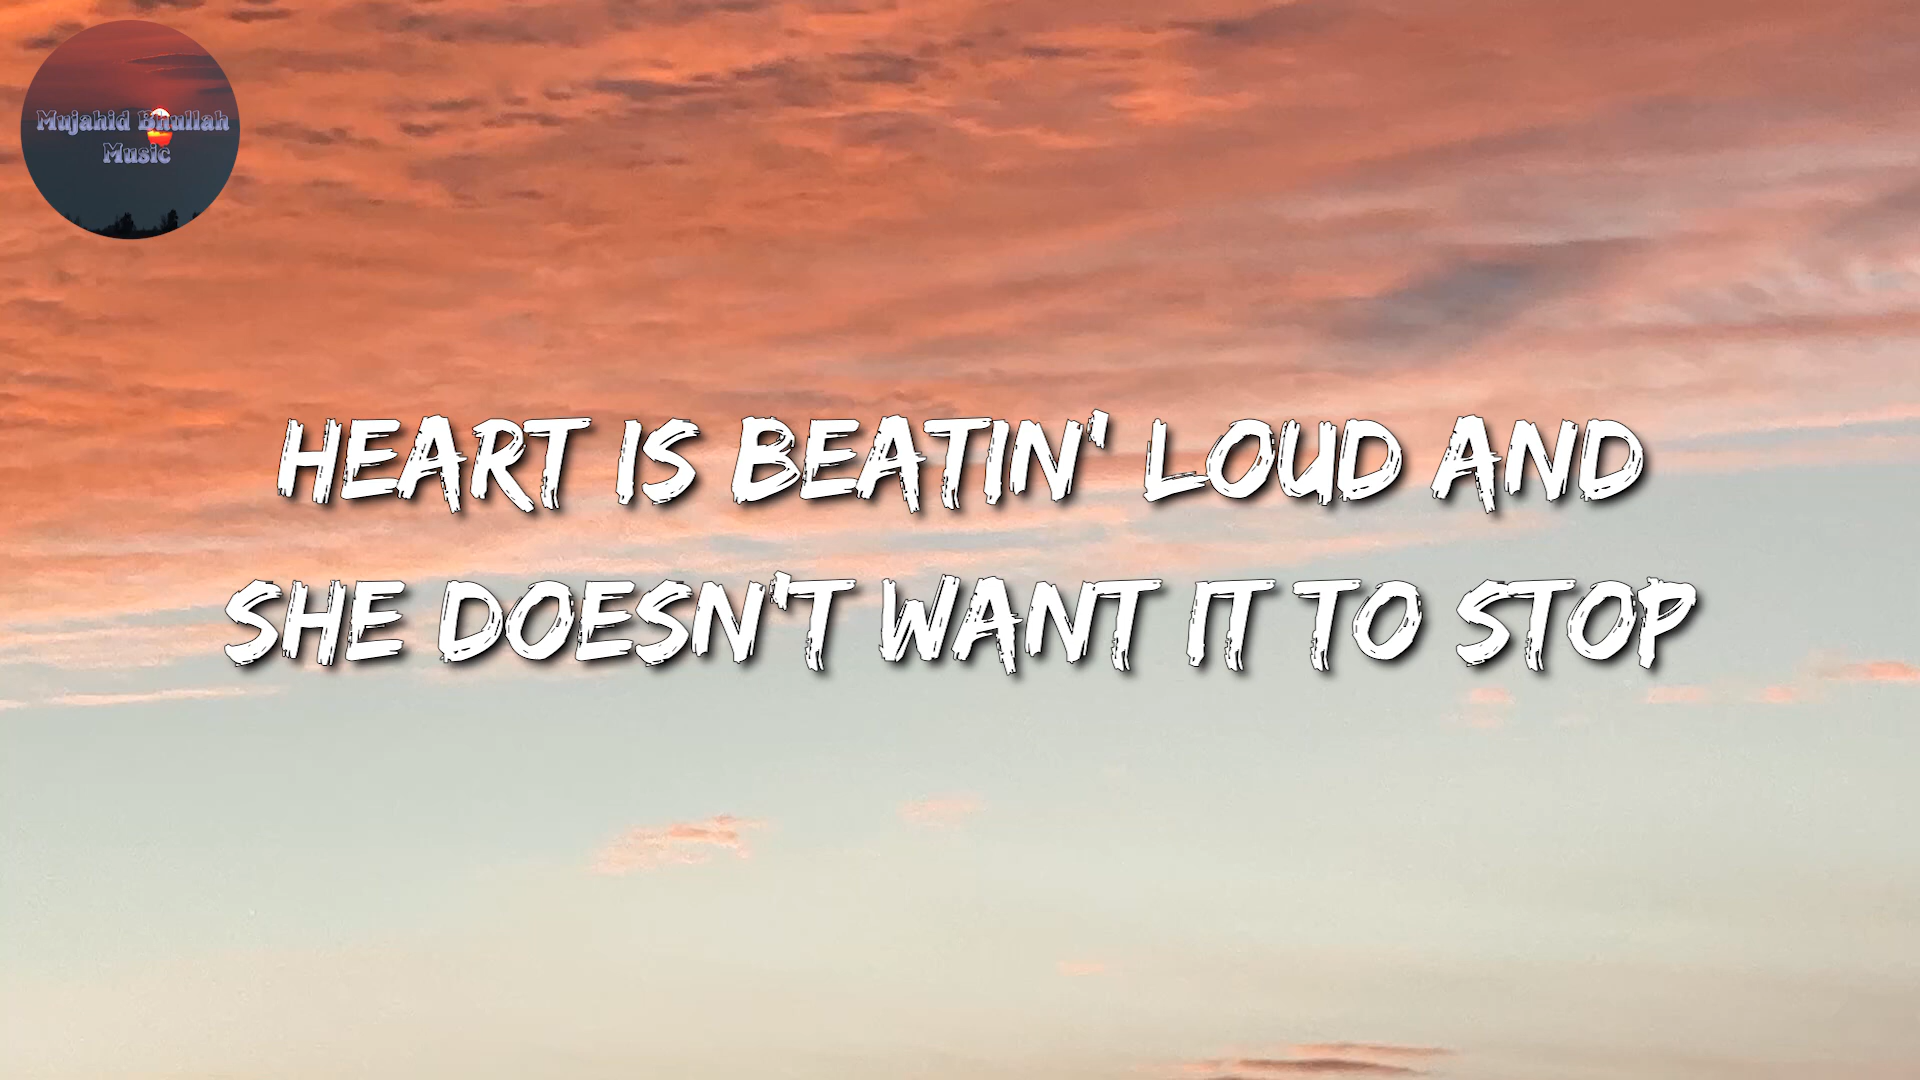 Mujahid Bhullah
Music
HEART IS BEATIN' LOUD AND
SHE DOESN'T WANT IT TO STOP